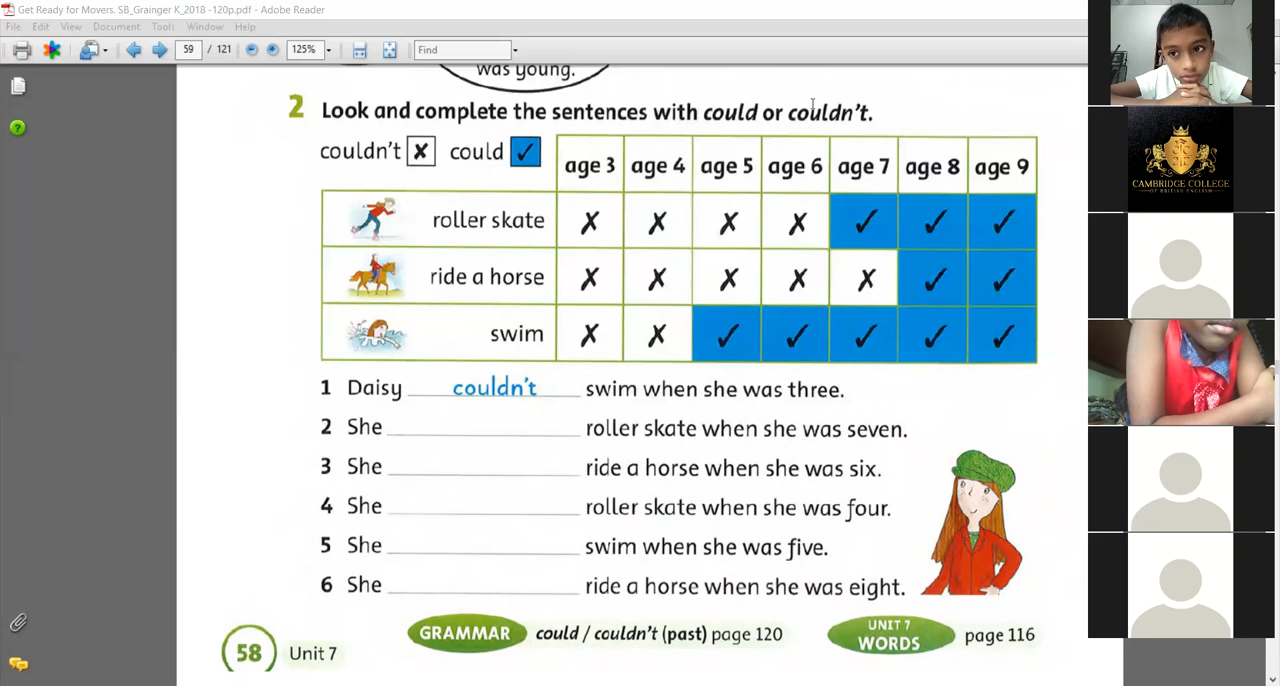 Get Ready for Movers. SB_Grainger K_2018 -120p.pdf - Adobe Reader
File Edit View Document Tools Window Help
59 / 121 125% Find
was young.
2 Look and complete the sentences with could or couldn't.
couldn't ✗ could ✓
age 3 age 4 age 5 age 6 age 7 age 8 age 9
roller skate ✗ ✗ ✗ ✗ ✓ ✓ ✓
ride a horse ✗ ✗ ✗ ✗ ✗ ✓ ✓
swim ✗ ✗ ✓ ✓ ✓ ✓ ✓
1 Daisy couldn't swim when she was three.
2 She roller skate when she was seven.
3 She ride a horse when she was six.
4 She roller skate when she was four.
5 She swim when she was five.
6 She ride a horse when she was eight.
58 Unit 7
GRAMMAR could / couldn't (past) page 120
UNIT 7
WORDS page 116
CAMBRIDGE COLLEGE
OF BRITISH ENGLISH